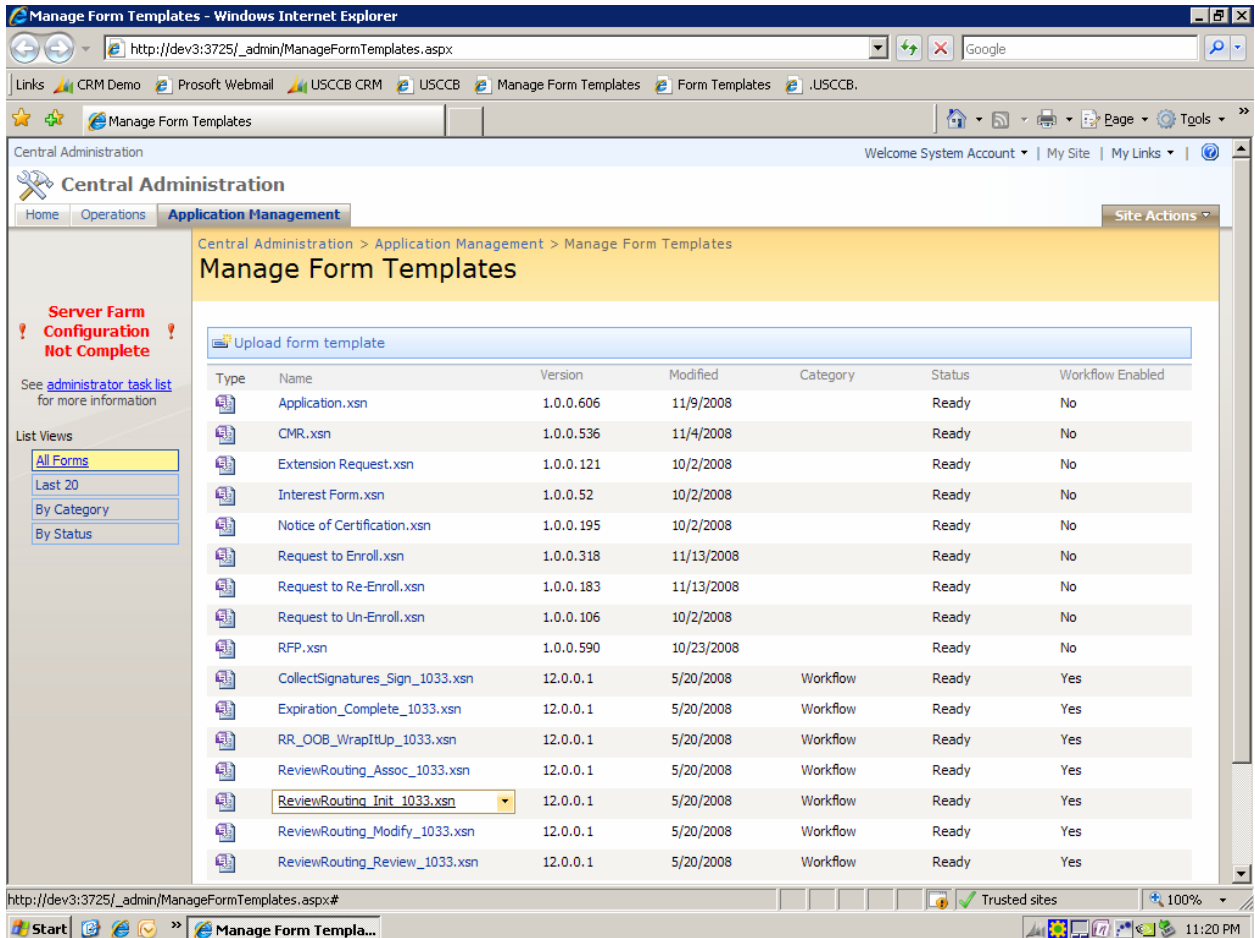 Manage Form Templates - Windows Internet Explorer
http://dev3:3725/_admin/ManageFormTemplates.aspx
Google
Links CRM Demo Prosoft Webmail USCCB CRM USCCB Manage Form Templates Form Templates .USCCB.
Manage Form Templates
Page Tools »
Central Administration
Welcome System Account | My Site | My Links |
Central Administration
Home Operations Application Management
Site Actions
Central Administration > Application Management > Manage Form Templates
Manage Form Templates
Server Farm
! Configuration !
Not Complete
See administrator task list
for more information
List Views
All Forms
Last 20
By Category
By Status
Upload form template
Type Name Version Modified Category Status Workflow Enabled
Application.xsn 1.0.0.606 11/9/2008 Ready No
CMR.xsn 1.0.0.536 11/4/2008 Ready No
Extension Request.xsn 1.0.0.121 10/2/2008 Ready No
Interest Form.xsn 1.0.0.52 10/2/2008 Ready No
Notice of Certification.xsn 1.0.0.195 10/2/2008 Ready No
Request to Enroll.xsn 1.0.0.318 11/13/2008 Ready No
Request to Re-Enroll.xsn 1.0.0.183 11/13/2008 Ready No
Request to Un-Enroll.xsn 1.0.0.106 10/2/2008 Ready No
RFP.xsn 1.0.0.590 10/23/2008 Ready No
CollectSignatures_Sign_1033.xsn 12.0.0.1 5/20/2008 Workflow Ready Yes
Expiration_Complete_1033.xsn 12.0.0.1 5/20/2008 Workflow Ready Yes
RR_OOB_WrapItUp_1033.xsn 12.0.0.1 5/20/2008 Workflow Ready Yes
ReviewRouting_Assoc_1033.xsn 12.0.0.1 5/20/2008 Workflow Ready Yes
ReviewRouting_Init_1033.xsn 12.0.0.1 5/20/2008 Workflow Ready Yes
ReviewRouting_Modify_1033.xsn 12.0.0.1 5/20/2008 Workflow Ready Yes
ReviewRouting_Review_1033.xsn 12.0.0.1 5/20/2008 Workflow Ready Yes
http://dev3:3725/_admin/ManageFormTemplates.aspx#
Trusted sites
100%
Start » Manage Form Templa...
11:20 PM